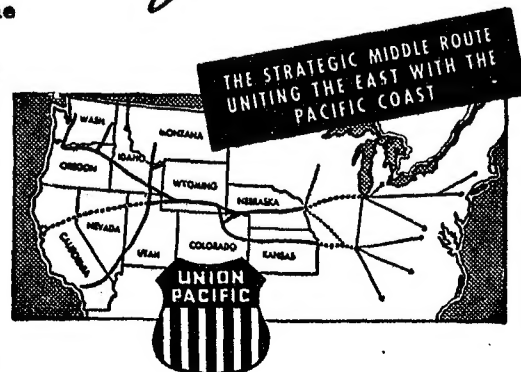 THE STRATEGIC MIDDLE ROUTE
UNITING THE EAST WITH THE
PACIFIC COAST
WASH.
MONTANA
OREGON
IDAHO
WYOMING
NEBRASKA
NEVADA
CALIFORNIA
UTAH
COLORADO
KANSAS
UNION
PACIFIC